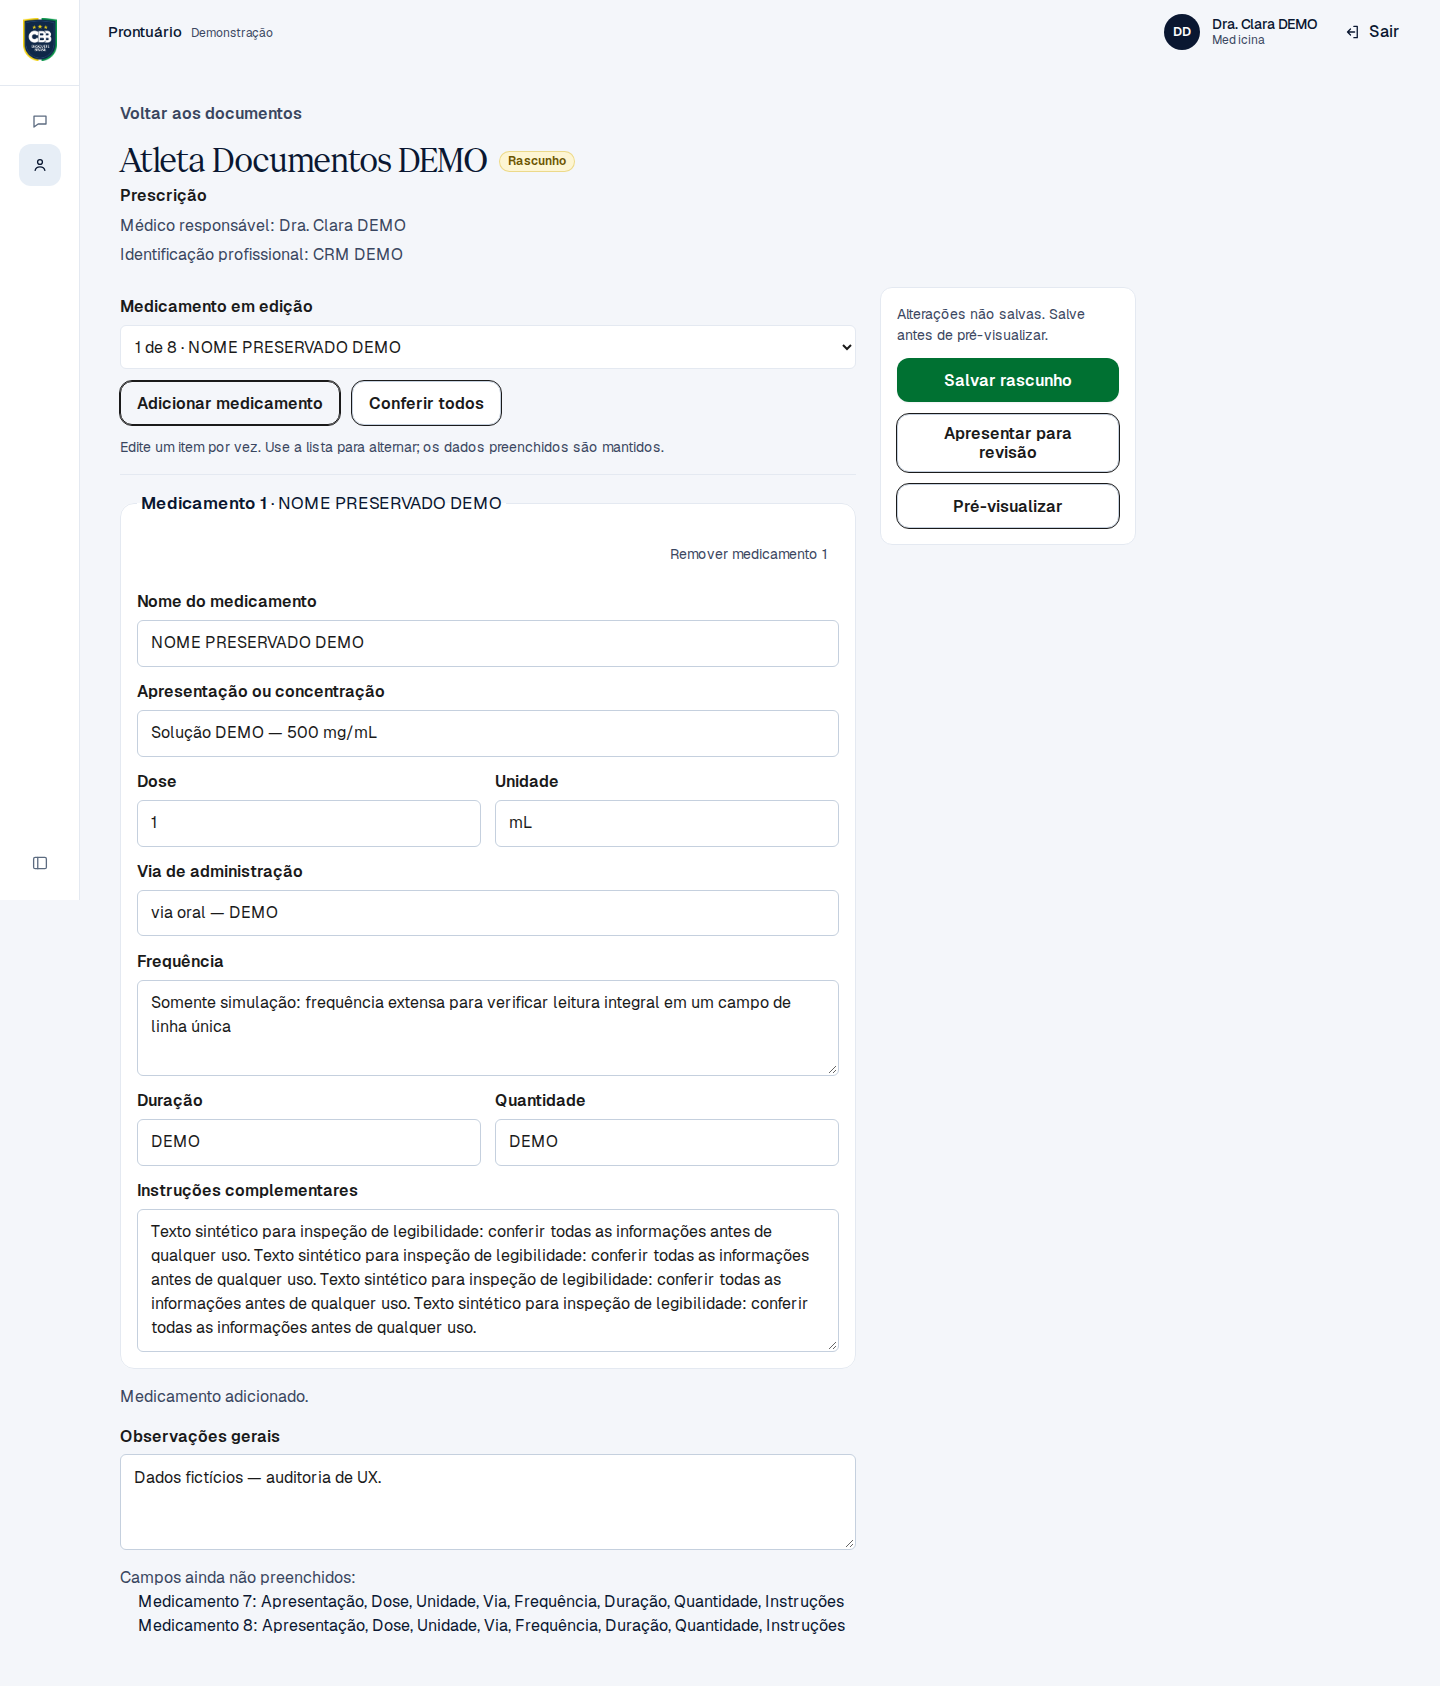 CBB
Prontuário Demonstração
DD
Dra. Clara DEMO
Medicina
Sair
Voltar aos documentos
Atleta Documentos DEMO Rascunho
Prescrição
Médico responsável: Dra. Clara DEMO
Identificação profissional: CRM DEMO
Medicamento em edição
1 de 8 · NOME PRESERVADO DEMO
Adicionar medicamento Conferir todos
Edite um item por vez. Use a lista para alternar; os dados preenchidos são mantidos.
Alterações não salvas. Salve
antes de pré-visualizar.
Salvar rascunho
Apresentar para
revisão
Pré-visualizar
Medicamento 1 · NOME PRESERVADO DEMO
Remover medicamento 1
Nome do medicamento
NOME PRESERVADO DEMO
Apresentação ou concentração
Solução DEMO — 500 mg/mL
Dose Unidade
1 mL
Via de administração
via oral — DEMO
Frequência
Somente simulação: frequência extensa para verificar leitura integral em um campo de
linha única
Duração Quantidade
DEMO DEMO
Instruções complementares
Texto sintético para inspeção de legibilidade: conferir todas as informações antes de
qualquer uso. Texto sintético para inspeção de legibilidade: conferir todas as informações
antes de qualquer uso. Texto sintético para inspeção de legibilidade: conferir todas as
informações antes de qualquer uso. Texto sintético para inspeção de legibilidade: conferir
todas as informações antes de qualquer uso.
Medicamento adicionado.
Observações gerais
Dados fictícios — auditoria de UX.
Campos ainda não preenchidos:
Medicamento 7: Apresentação, Dose, Unidade, Via, Frequência, Duração, Quantidade, Instruções
Medicamento 8: Apresentação, Dose, Unidade, Via, Frequência, Duração, Quantidade, Instruções